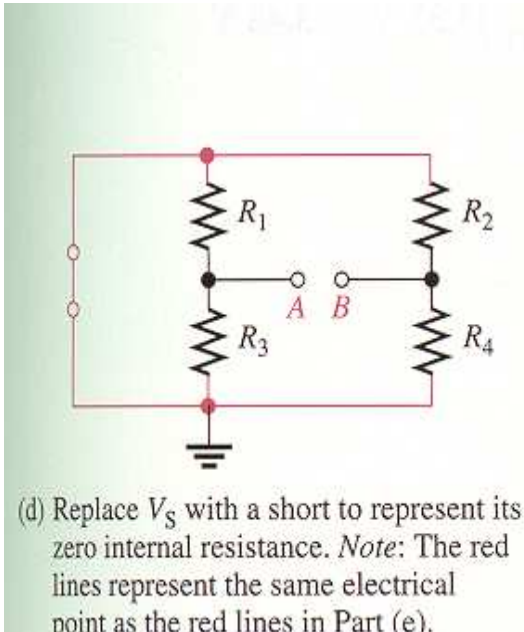 R1
R2
A B
R3
R4
(d) Replace VS with a short to represent its
zero internal resistance. Note: The red
lines represent the same electrical
point as the red lines in Part (e).